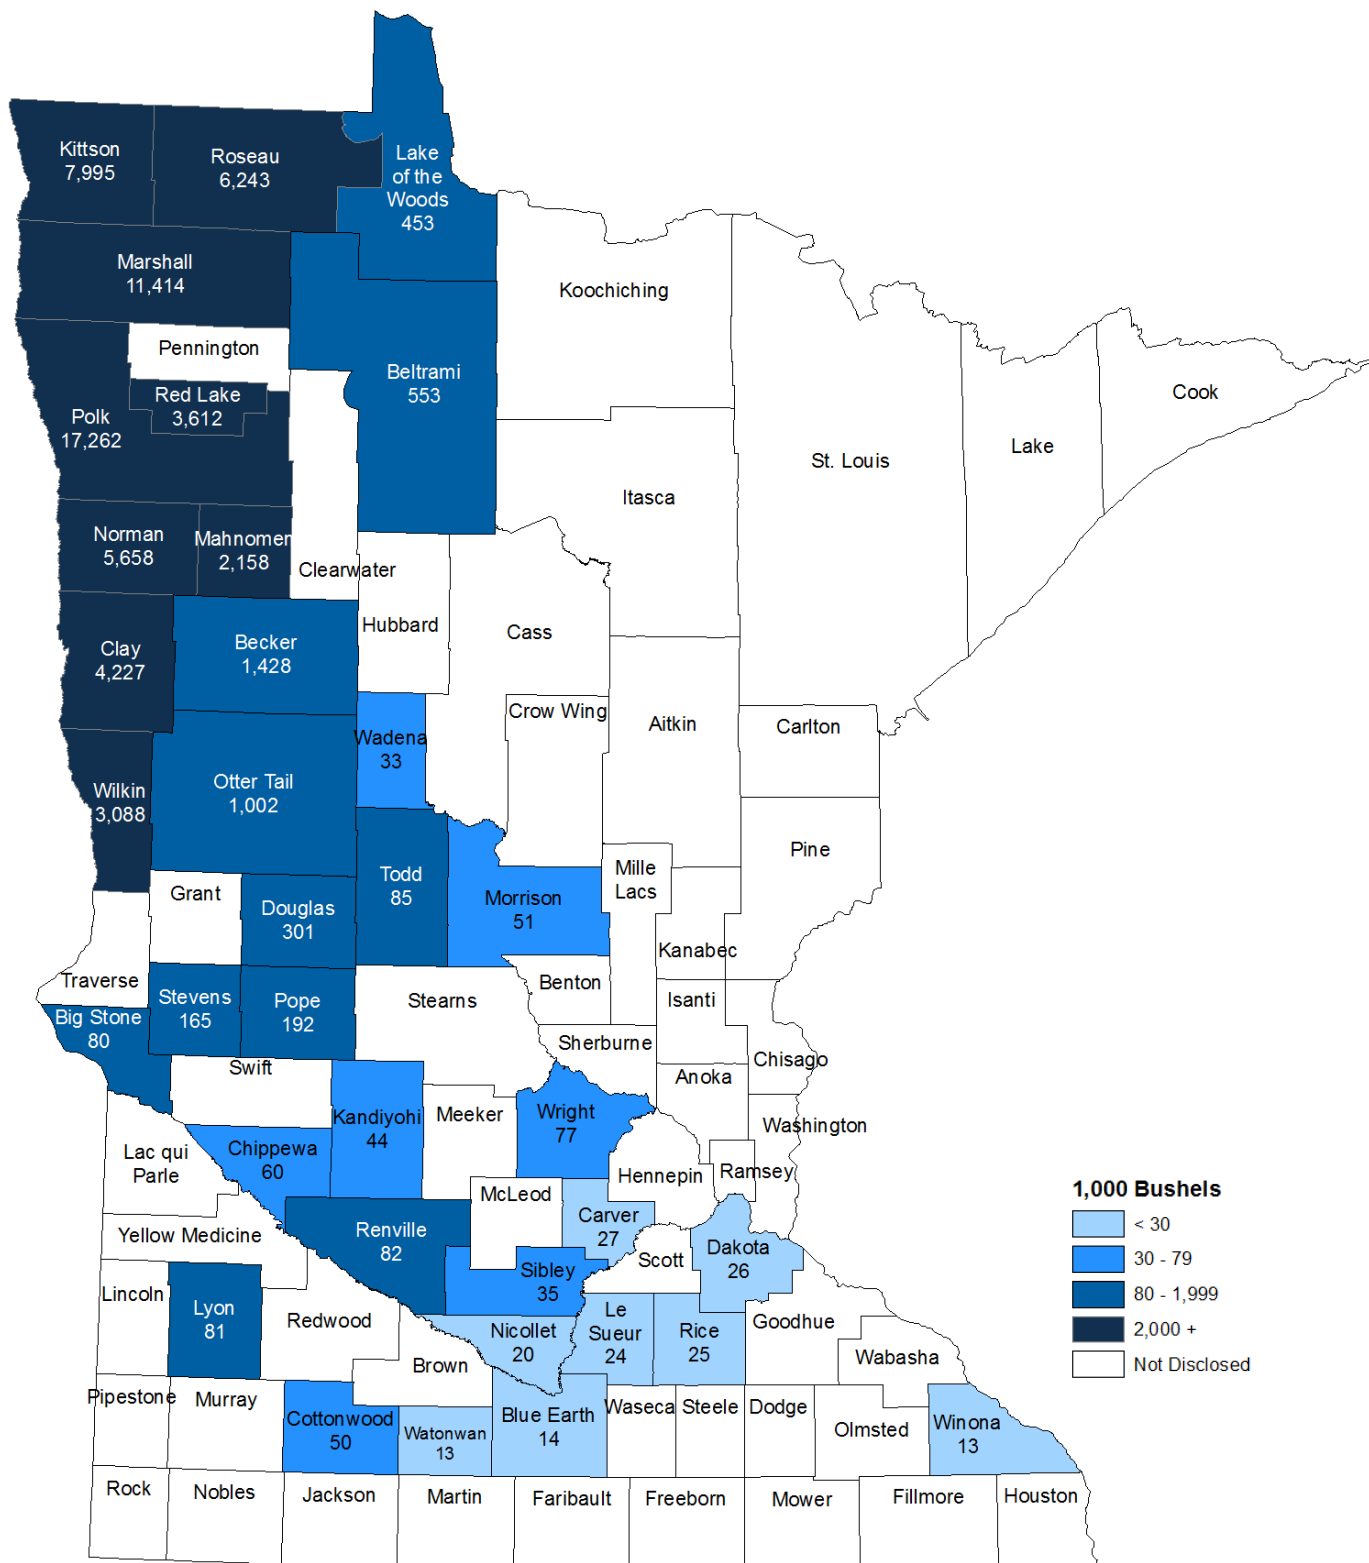 Kittson
7,995
Roseau
6,243
Lake
of the
Woods
453
Marshall
11,414
Koochiching
Pennington
Beltrami
553
Red Lake
3,612
Polk
17,262
Cook
Lake
St. Louis
Itasca
Norman
5,658
Mahnomen
2,158
Clearwater
Hubbard
Cass
Clay
4,227
Becker
1,428
Crow Wing
Aitkin
Carlton
Wadena
33
Wilkin
3,088
Otter Tail
1,002
Pine
Mille
Lacs
Grant
Douglas
301
Todd
85
Morrison
51
Kanabec
Traverse
Benton
Isanti
Stearns
Stevens
165
Pope
192
Big Stone
80
Sherburne
Chisago
Swift
Anoka
Kandiyohi
44
Meeker
Wright
77
Washington
Lac qui
Parle
Chippewa
60
Hennepin
Ramsey
McLeod
Carver
27
Yellow Medicine
Renville
82
Scott
Dakota
26
Sibley
35
Lincoln
Lyon
81
Redwood
Nicollet
20
Le
Sueur
24
Rice
25
Goodhue
Wabasha
Brown
Pipestone
Murray
Cottonwood
50
Watonwan
13
Blue Earth
14
Waseca
Steele
Dodge
Olmsted
Winona
13
Rock
Nobles
Jackson
Martin
Faribault
Freeborn
Mower
Fillmore
Houston
1,000 Bushels
< 30
30 - 79
80 - 1,999
2,000 +
Not Disclosed